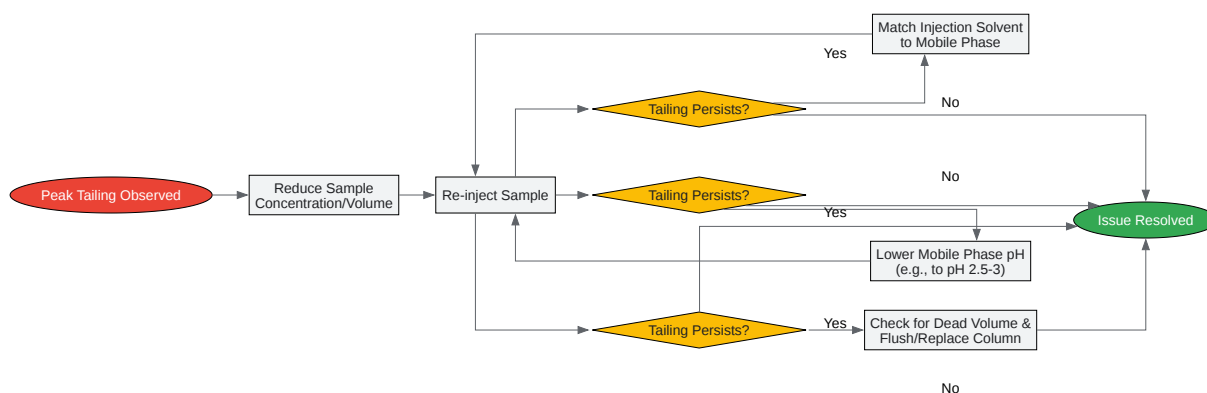 Match Injection Solvent
to Mobile Phase
Yes
Tailing Persists?
No
Peak Tailing Observed
Reduce Sample
Concentration/Volume
Re-inject Sample
Tailing Persists?
No
Yes
Issue Resolved
Lower Mobile Phase pH
(e.g., to pH 2.5-3)
Tailing Persists?
Yes
Check for Dead Volume &
Flush/Replace Column
No